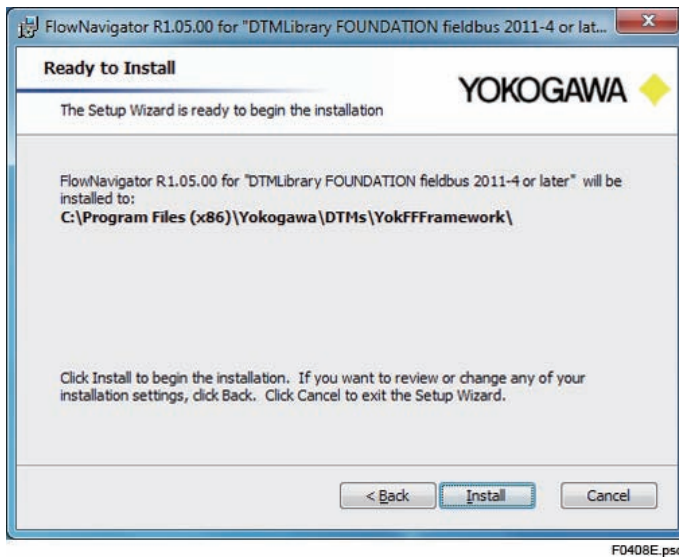 FlowNavigator R1.05.00 for "DTMLibrary FOUNDATION fieldbus 2011-4 or lat...
Ready to Install
The Setup Wizard is ready to begin the installation
YOKOGAWA
FlowNavigator R1.05.00 for "DTMLibrary FOUNDATION fieldbus 2011-4 or later" will be
installed to:
C:\Program Files (x86)\Yokogawa\DTMs\YokFFFramework\
Click Install to begin the installation. If you want to review or change any of your
installation settings, click Back. Click Cancel to exit the Setup Wizard.
< Back
Install
Cancel
F0408E.psd